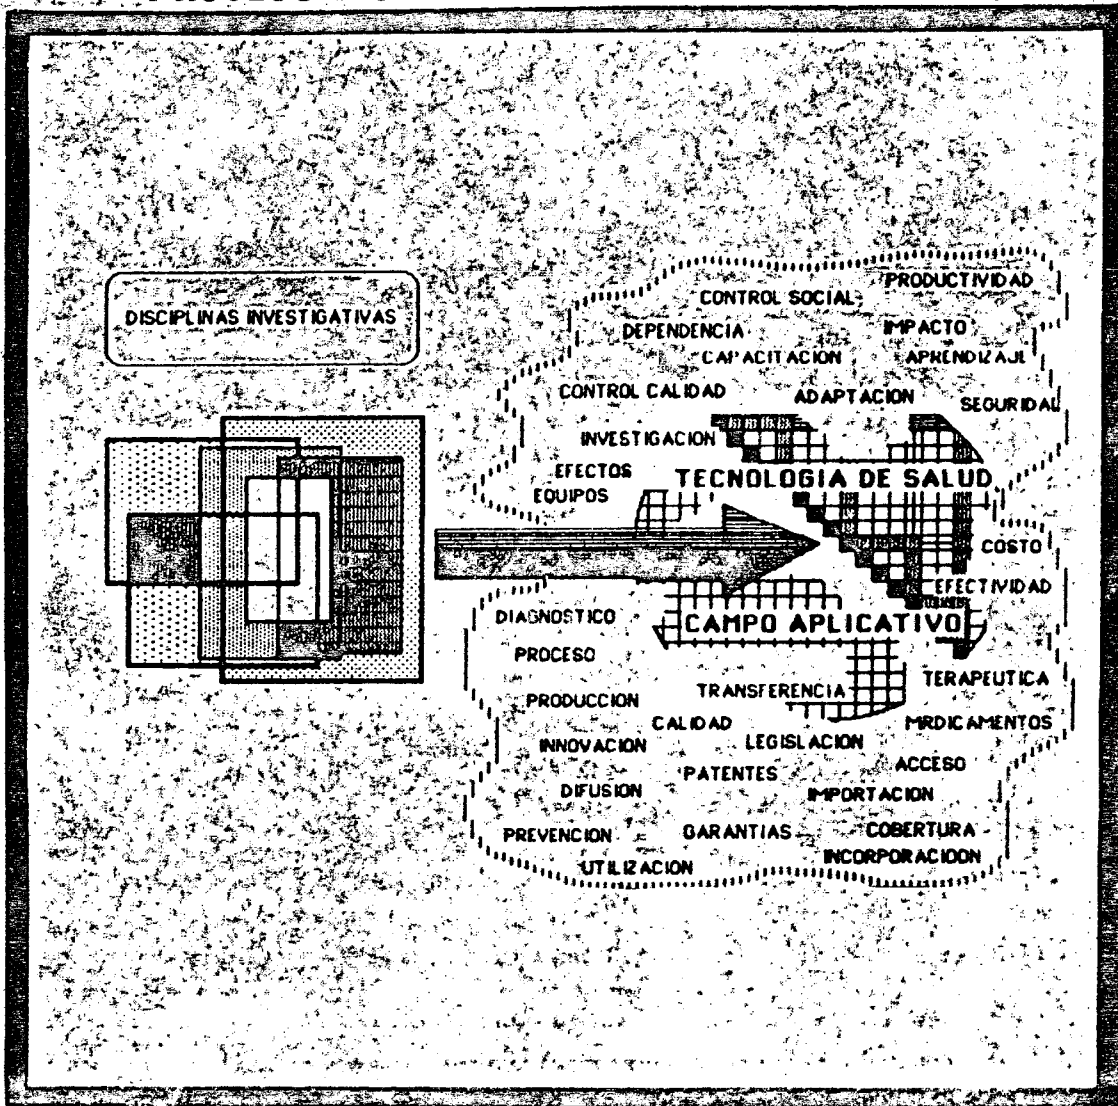 DISCIPLINAS INVESTIGATIVAS
PRODUCTIVIDAD
CONTROL SOCIAL
DEPENDENCIA
IMPACTO
CAPACITACION
APRENDIZAJE
CONTROL CALIDAD
ADAPTACION
SEGURIDAD
INVESTIGACION
EFECTOS
TECNOLOGIA DE SALUD
EQUIPOS
COSTO
EFECTIVIDAD
DIAGNOSTICO
CAMPO APLICATIVO
PROCESO
TERAPEUTICA
TRANSFERENCIA
PRODUCCION
CALIDAD
MRDICAMENTOS
INNOVACION
LEGISLACION
ACCESO
PATENTES
DIFUSION
IMPORTACION
PREVENCION
GARANTIAS
COBERTURA
INCORPORACIDON
UTILIZACION